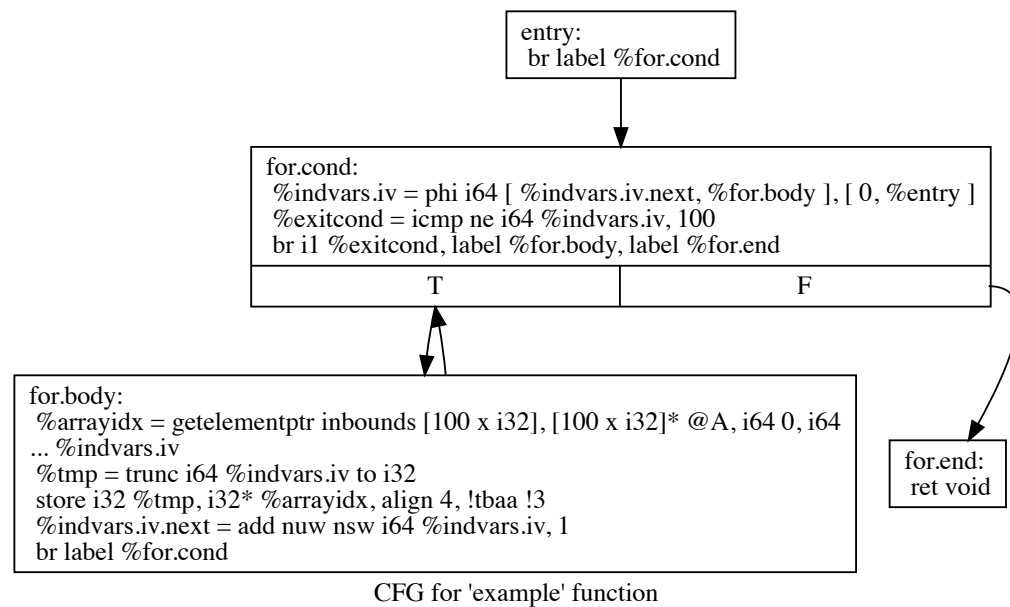 entry:
br label %for.cond
for.cond:
%indvars.iv = phi i64 [ %indvars.iv.next, %for.body ], [ 0, %entry ]
%exitcond = icmp ne i64 %indvars.iv, 100
br i1 %exitcond, label %for.body, label %for.end
T
F
for.body:
%arrayidx = getelementptr inbounds [100 x i32], [100 x i32]* @A, i64 0, i64
... %indvars.iv
%tmp = trunc i64 %indvars.iv to i32
store i32 %tmp, i32* %arrayidx, align 4, !tbaa !3
%indvars.iv.next = add nuw nsw i64 %indvars.iv, 1
br label %for.cond
for.end:
ret void
CFG for 'example' function